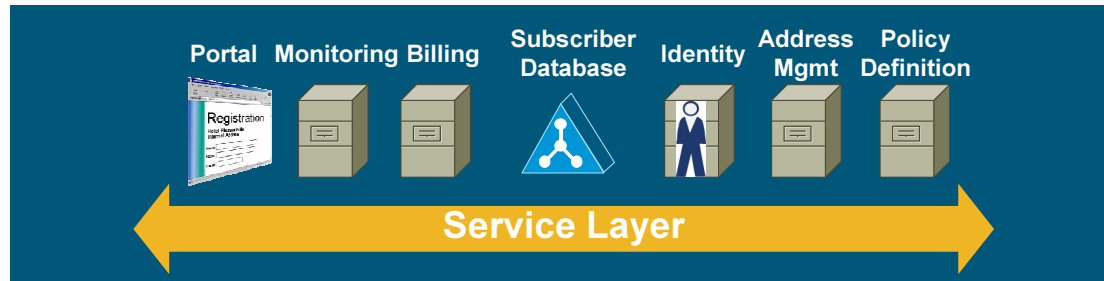 Portal
Monitoring
Billing
Subscriber
Database
Identity
Address
Mgmt
Policy
Definition
Registration
Service Layer